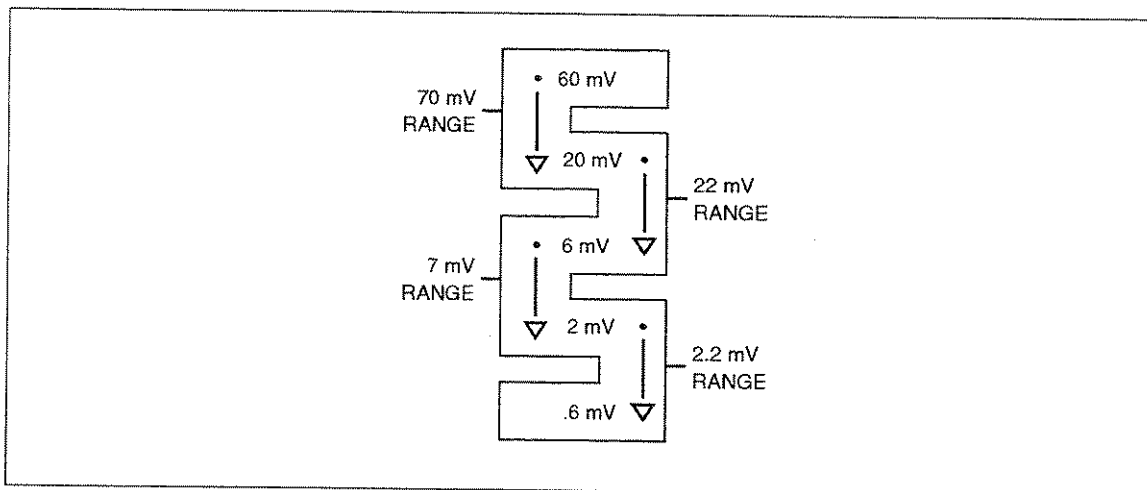 60 mV
70 mV
RANGE
20 mV
22 mV
RANGE
6 mV
7 mV
RANGE
2 mV
2.2 mV
RANGE
.6 mV